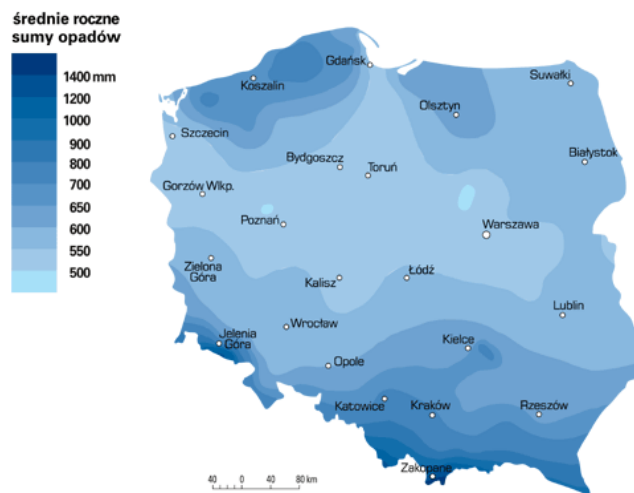 średnie roczne
sumy opadów
1400 mm
1200
1000
900
800
700
650
600
550
500
Gdańsk
Koszalin
Suwałki
Olsztyn
Szczecin
Białystok
Bydgoszcz
Toruń
Gorzów Wlkp.
Poznań
Warszawa
Zielona
Góra
Kalisz
Łódź
Lublin
Wrocław
Jelenia
Góra
Kielce
Opole
Katowice
Kraków
Rzeszów
Zakopane
40 0 40 80 km